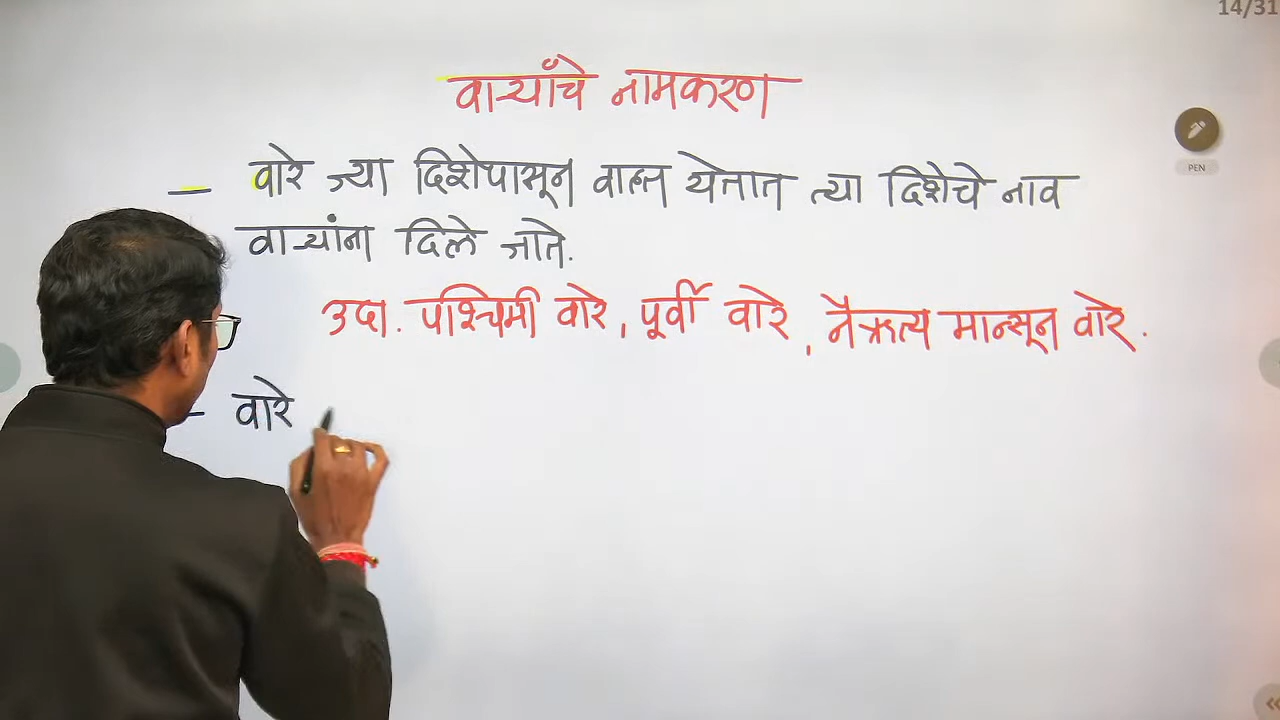 14/31
वाऱ्याँचे नामकरण
PEN
– वारे ज्या दिशेपासून वाहत येतात त्या दिशेचे नाव
वाऱ्यांना दिले जाते.
उदा. पश्चिमी वारे, पूर्वी वारे, नैऋत्य मान्सून वारे.
– वारे